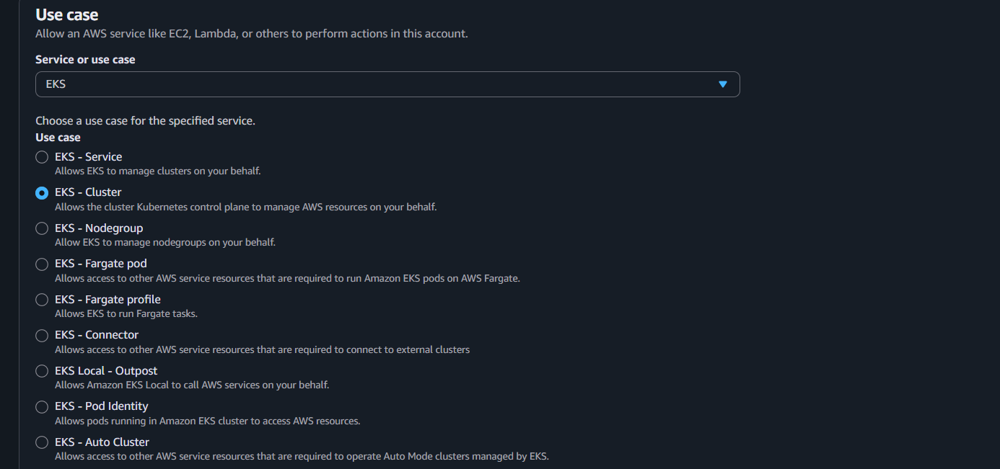 Use case
Allow an AWS service like EC2, Lambda, or others to perform actions in this account.
Service or use case
EKS
Choose a use case for the specified service.
Use case
EKS - Service
Allows EKS to manage clusters on your behalf.
EKS - Cluster
Allows the cluster Kubernetes control plane to manage AWS resources on your behalf.
EKS - Nodegroup
Allow EKS to manage nodegroups on your behalf.
EKS - Fargate pod
Allows access to other AWS service resources that are required to run Amazon EKS pods on AWS Fargate.
EKS - Fargate profile
Allows EKS to run Fargate tasks.
EKS - Connector
Allows access to other AWS service resources that are required to connect to external clusters
EKS Local - Outpost
Allows Amazon EKS Local to call AWS services on your behalf.
EKS - Pod Identity
Allows pods running in Amazon EKS cluster to access AWS resources.
EKS - Auto Cluster
Allows access to other AWS service resources that are required to operate Auto Mode clusters managed by EKS.